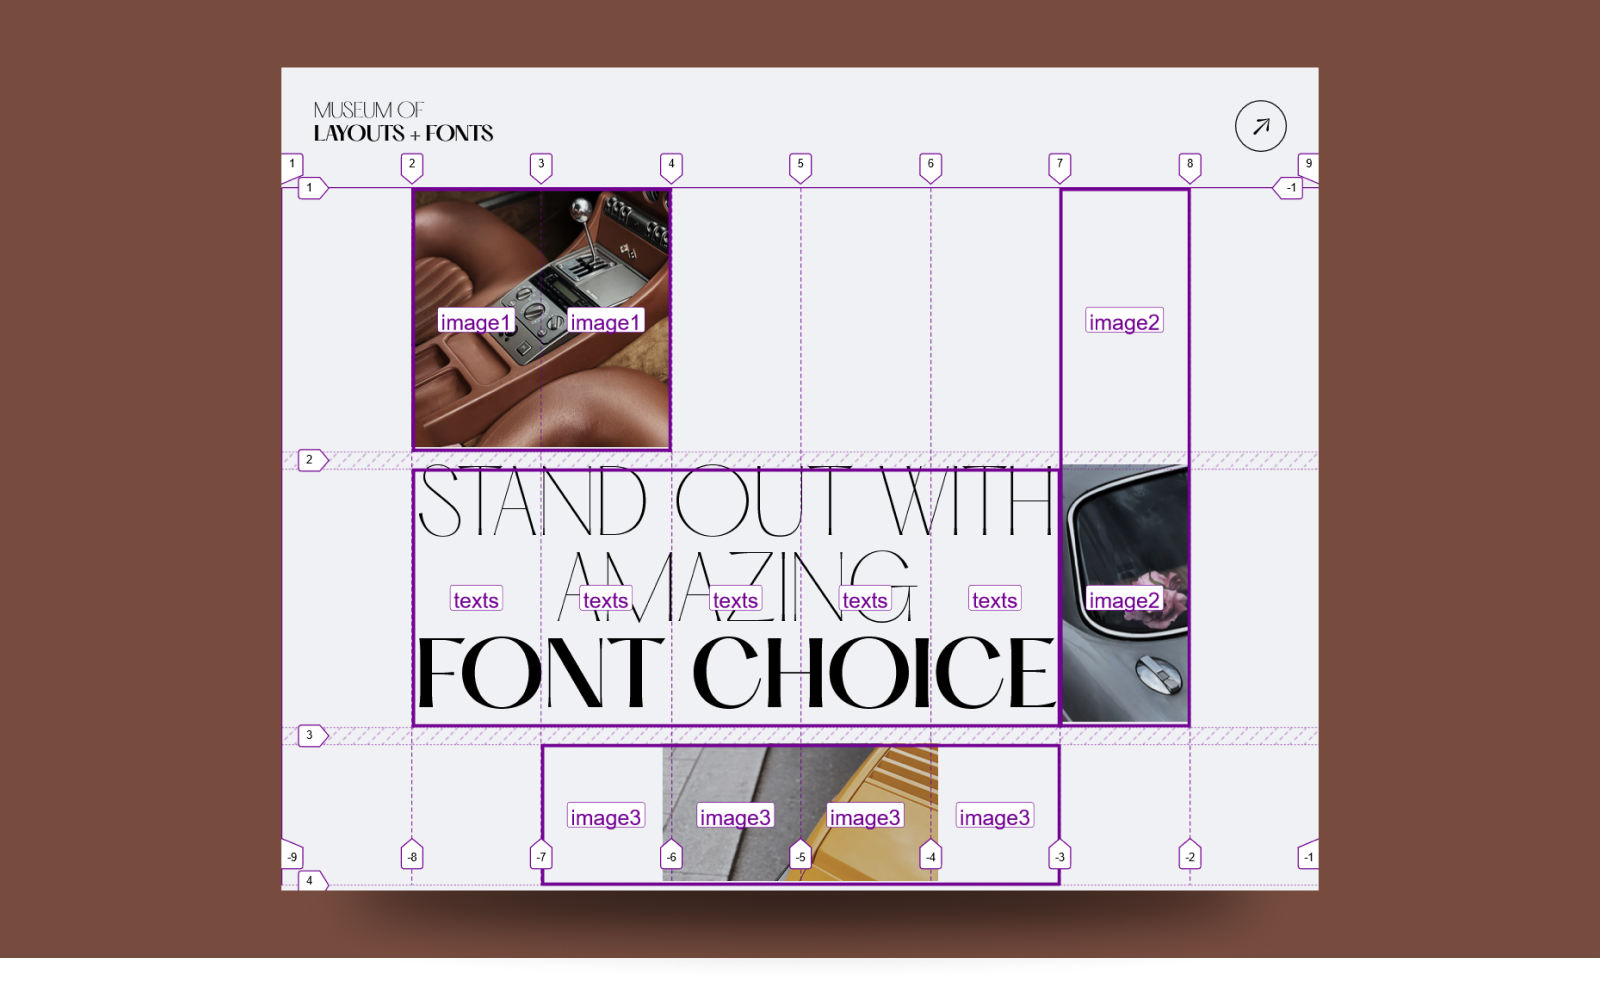 MUSEUM OF
LAYOUTS + FONTS
1 2 3 4 5 6 7 8 9
1 -1
image1 image1 image2
2
STAND OUT WITH
AMAZING
texts texts texts texts texts image2
FONT CHOICE
3
image3 image3 image3 image3
-9 -8 -7 -6 -5 -4 -3 -2 -1
4